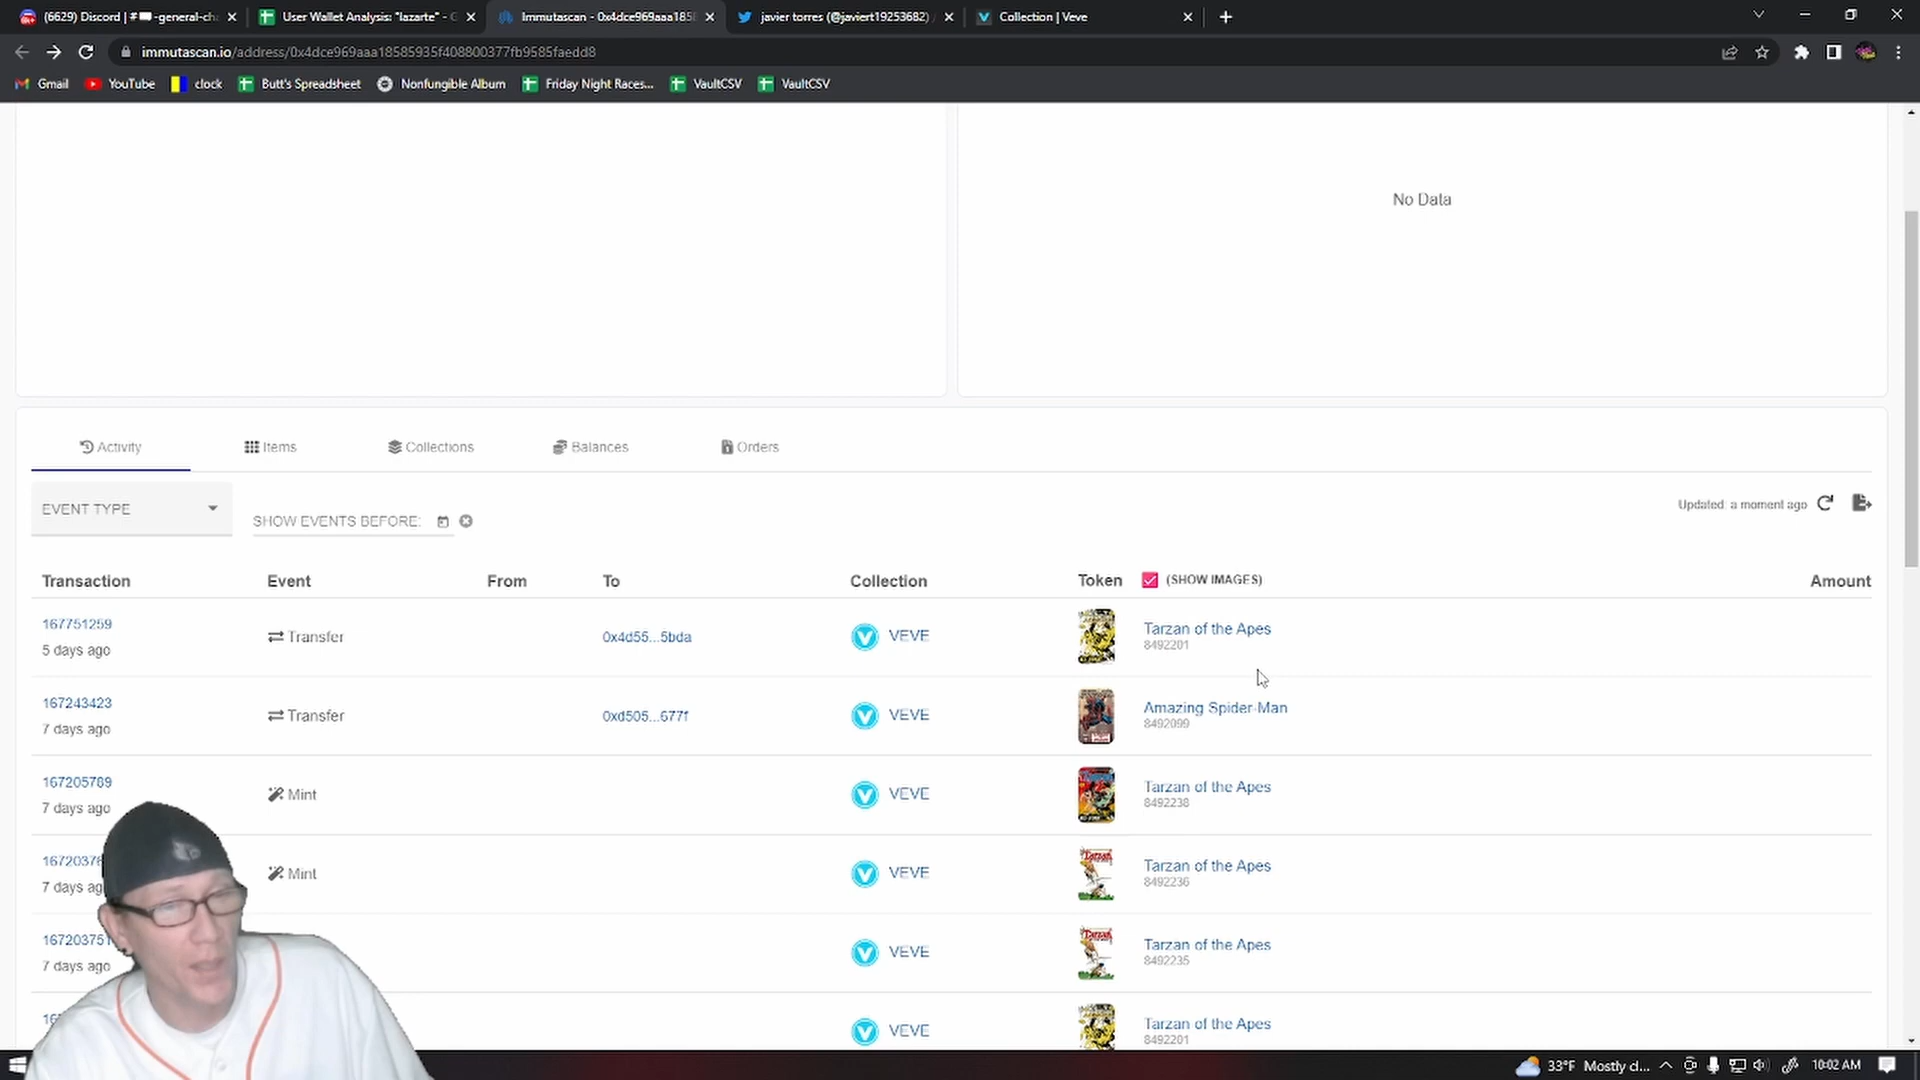 (6629) Discord | # -general-ch
User Wallet Analysis: "lazarte" - G
Immutascan - 0x4dce969aaa1858
javier torres (@javiert19253682) /
Collection | Veve
immutascan.io/address/0x4dce969aaa18585935f408800377fb9585faedd8
Gmail
YouTube
clock
Butt's Spreadsheet
Nonfungible Album
Friday Night Races...
VaultCSV
VaultCSV
No Data
Activity
Items
Collections
Balances
Orders
EVENT TYPE
SHOW EVENTS BEFORE:
Updated: a moment ago
Transaction Event From To Collection Token (SHOW IMAGES) Amount
167751259
5 days ago
Transfer
0x4d55...5bda
VEVE
Tarzan of the Apes
8492201
167243423
7 days ago
Transfer
0xd505...677f
VEVE
Amazing Spider-Man
8492099
167205789
7 days ago
Mint
VEVE
Tarzan of the Apes
8492238
7 days ago
Mint
VEVE
Tarzan of the Apes
8492236
167203751
7 days ago
VEVE
Tarzan of the Apes
8492235
VEVE
Tarzan of the Apes
8492201
33°F Mostly c...
10:02 AM